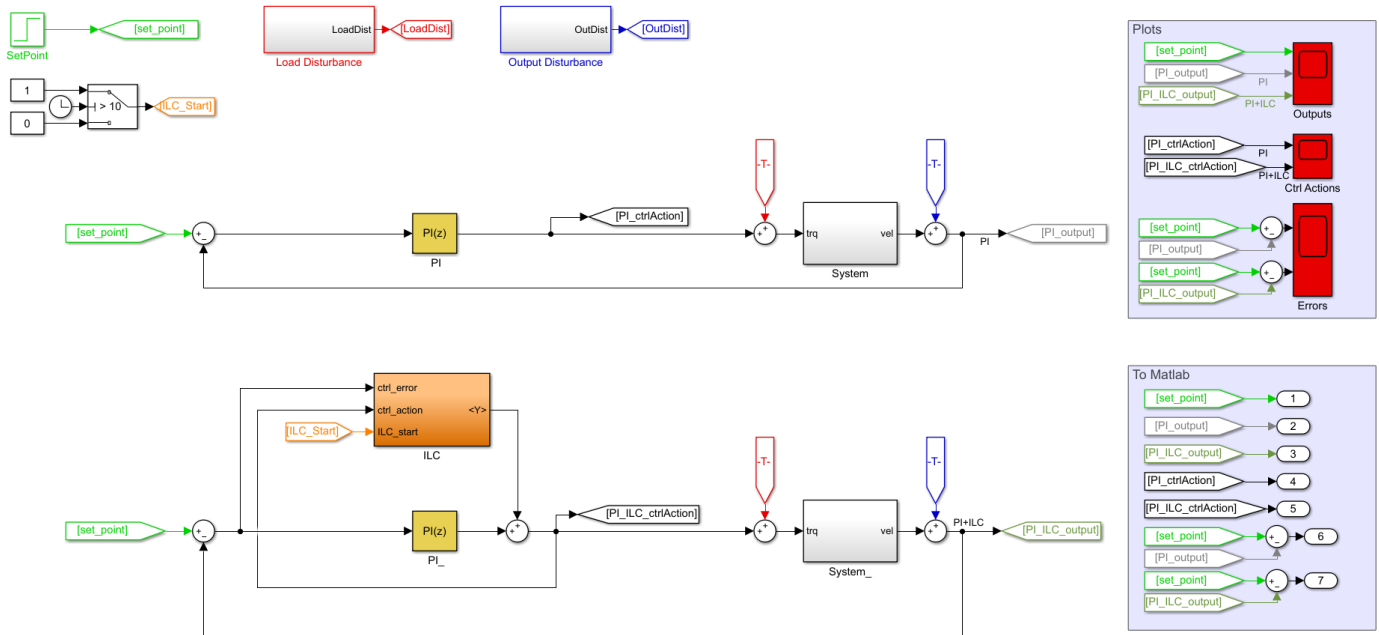 [set_point]
SetPoint
LoadDist
[LoadDist]
Load Disturbance
OutDist
[OutDist]
Output Disturbance
1
> 10
0
[ILC_Start]
[set_point]
+
-
PI(z)
PI
[PI_ctrlAction]
-T-
+
+
trq
vel
System
-T-
+
+
PI
[PI_output]
ctrl_error
ctrl_action
ILC_start
<Y>
ILC
[ILC_Start]
[set_point]
+
-
PI(z)
PI_
+
+
[PI_ILC_ctrlAction]
-T-
+
+
trq
vel
System_
-T-
+
+
PI+ILC
[PI_ILC_output]
Plots
[set_point]
[PI_output]
PI
[PI_ILC_output]
PI+ILC
Outputs
[PI_ctrlAction]
PI
[PI_ILC_ctrlAction]
PI+ILC
Ctrl Actions
[set_point]
+
-
[PI_output]
[set_point]
+
-
[PI_ILC_output]
Errors
To Matlab
[set_point]
1
[PI_output]
2
[PI_ILC_output]
3
[PI_ctrlAction]
4
[PI_ILC_ctrlAction]
5
[set_point]
+
-
6
[PI_output]
[set_point]
+
-
7
[PI_ILC_output]